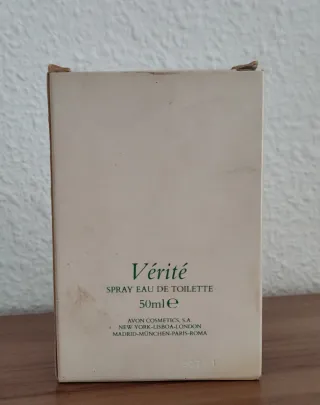 Vérité
SPRAY EAU DE TOILETTE
50ml℮
AVON COSMETICS, S.A.
NEW YORK-LISBOA-LONDON
MADRID-MÜNCHEN-PARIS-ROMA